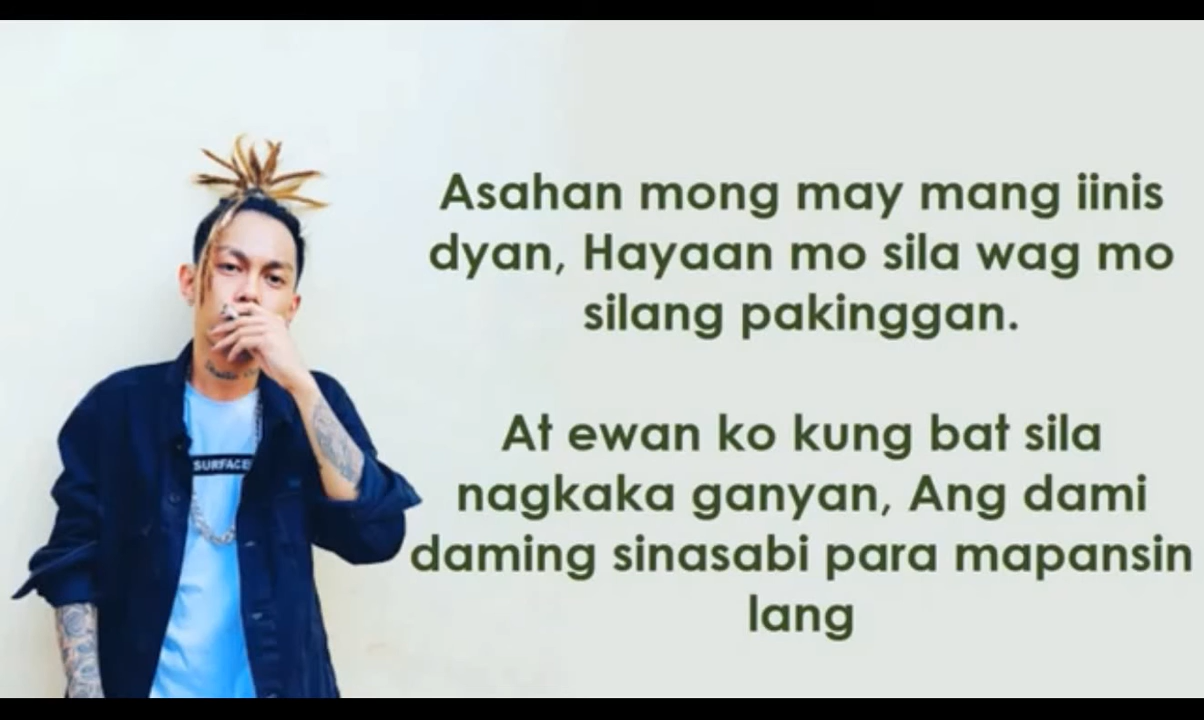 Asahan mong may mang iinis
dyan, Hayaan mo sila wag mo
silang pakinggan.
At ewan ko kung bat sila
nagkaka ganyan, Ang dami
daming sinasabi para mapansin
lang
SURFACE